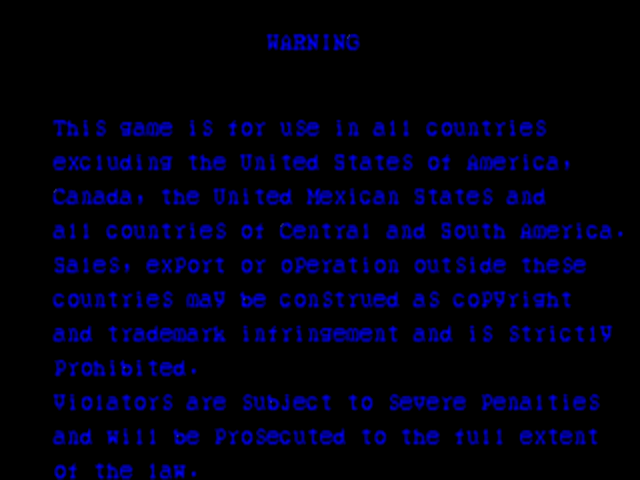 WARNING
This game is for use in all countries
excluding the United States of America,
Canada, the United Mexican States and
all countries of Central and South America.
Sales, export or operation outside these
countries may be construed as copyright
and trademark infringement and is strictly
prohibited.
Violators are subject to severe penalties
and will be prosecuted to the full extent
of the law.